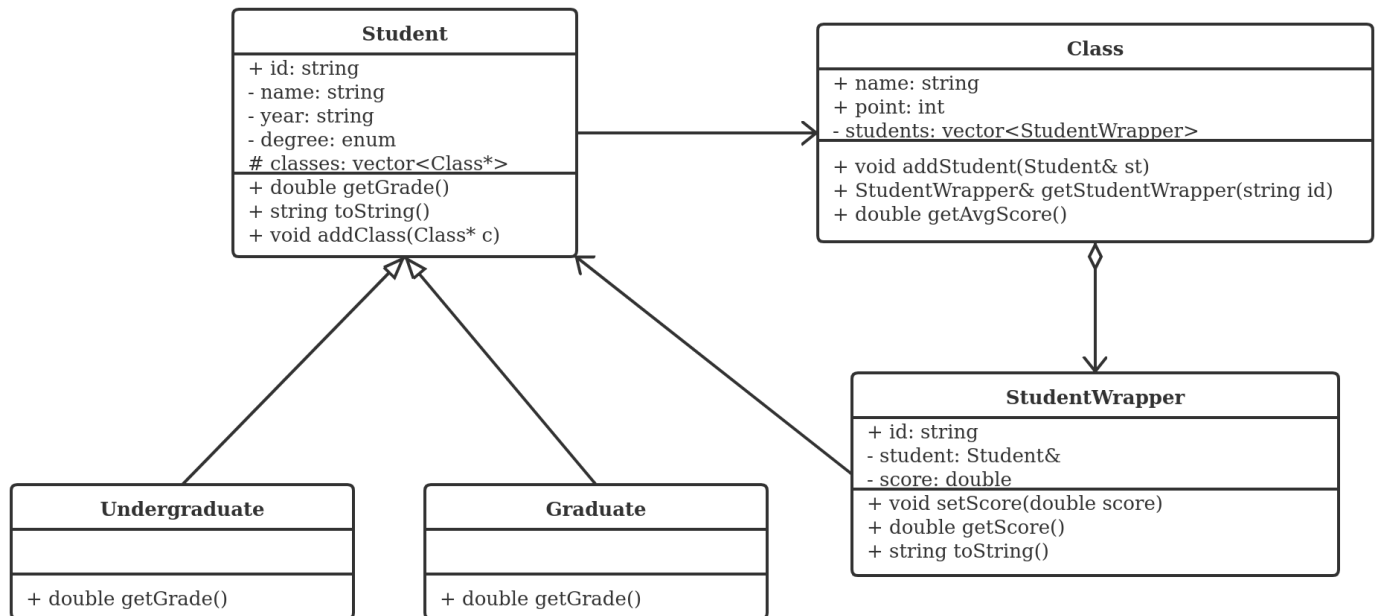 Student
+ id: string
- name: string
- year: string
- degree: enum
# classes: vector<Class*>
+ double getGrade()
+ string toString()
+ void addClass(Class* c)
Class
+ name: string
+ point: int
- students: vector<StudentWrapper>
+ void addStudent(Student& st)
+ StudentWrapper& getStudentWrapper(string id)
+ double getAvgScore()
StudentWrapper
+ id: string
- student: Student&
- score: double
+ void setScore(double score)
+ double getScore()
+ string toString()
Undergraduate
+ double getGrade()
Graduate
+ double getGrade()